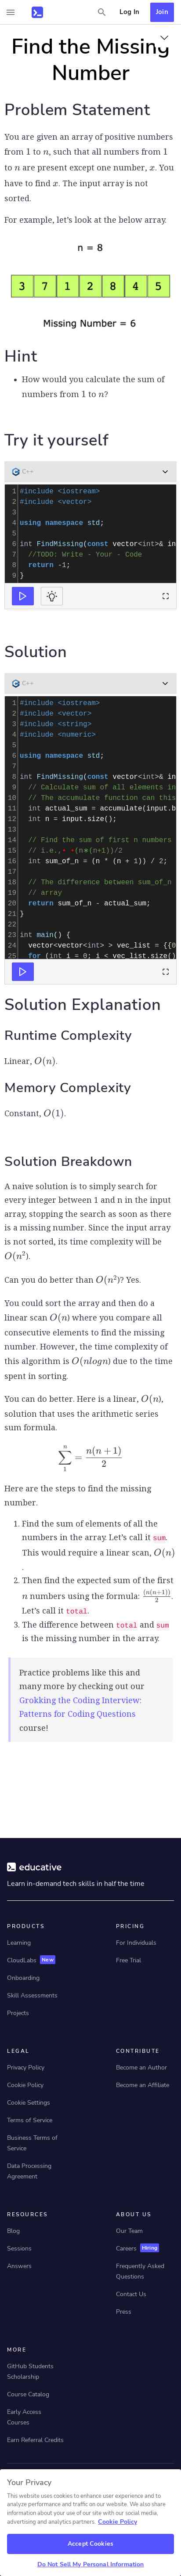 Log In
Join
Find the Missing
Number
Problem Statement
You are given an array of positive numbers
from 1 to n, such that all numbers from 1
to n are present except one number, x. You
have to find x. The input array is not
sorted.
For example, let’s look at the below array.
n = 8
3 7 1 2 8 4 5
Missing Number = 6
Hint
How would you calculate the sum of
numbers from 1 to n?
Try it yourself
C++
1 #include <iostream>
2 #include <vector>
3
4 using namespace std;
5
6 int FindMissing(const vector<int>& in
7 //TODO: Write - Your - Code
8 return -1;
9 }
Solution
C++
1 #include <iostream>
2 #include <vector>
3 #include <string>
4 #include <numeric>
5
6 using namespace std;
7
8 int FindMissing(const vector<int>& in
9 // Calculate sum of all elements in
10 // The accumulate function can this
11 int actual_sum = accumulate(input.b
12 int n = input.size();
13
14 // Find the sum of first n numbers
15 // i.e, (n*(n+1))/2
16 int sum_of_n = (n * (n + 1)) / 2;
17
18 // The difference between sum_of_n
19 // array
20 return sum_of_n - actual_sum;
21 }
22
23 int main() {
24 vector<vector<int> > vec_list = {{0
25 for (int i = 0; i < vec_list.size()
Solution Explanation
Runtime Complexity
Linear, O(n).
Memory Complexity
Constant, O(1).
Solution Breakdown
A naive solution is to simply search for
every integer between 1 and n in the input
array, stopping the search as soon as there
is a missing number. Since the input array
is not sorted, its time complexity will be
O(n²).
Can you do better than O(n²)? Yes.
You could sort the array and then do a
linear scan O(n) where you compare all
consecutive elements to find the missing
number. However, the time complexity of
this algorithm is O(nlogn) due to the time
spent in sorting.
You can do better. Here is a linear, O(n),
solution that uses the arithmetic series
sum formula.
∑₁ⁿ = n(n + 1) / 2
Here are the steps to find the missing
number.
1. Find the sum of elements of all the
numbers in the array. Let’s call it sum.
This would require a linear scan, O(n)
.
2. Then find the expected sum of the first
n numbers using the formula: (n(n+1))/2.
Let’s call it total.
3. The difference between total and sum
is the missing number in the array.
Practice problems like this and
many more by checking out our
Grokking the Coding Interview:
Patterns for Coding Questions
course!
educative
Learn in-demand tech skills in half the time
PRODUCTS
Learning
CloudLabs New
Onboarding
Skill Assessments
Projects
PRICING
For Individuals
Free Trial
LEGAL
Privacy Policy
Cookie Policy
Cookie Settings
Terms of Service
Business Terms of
Service
Data Processing
Agreement
CONTRIBUTE
Become an Author
Become an Affiliate
RESOURCES
Blog
Sessions
Answers
ABOUT US
Our Team
Careers Hiring
Frequently Asked
Questions
Contact Us
Press
MORE
GitHub Students
Scholarship
Course Catalog
Early Access
Courses
Earn Referral Credits
Your Privacy
This website uses cookies to enhance user experience and
to analyze performance and traffic on our website. We also
share information about your use of our site with our social
media, advertising and analytics partners. Cookie Policy
Accept Cookies
Do Not Sell My Personal Information